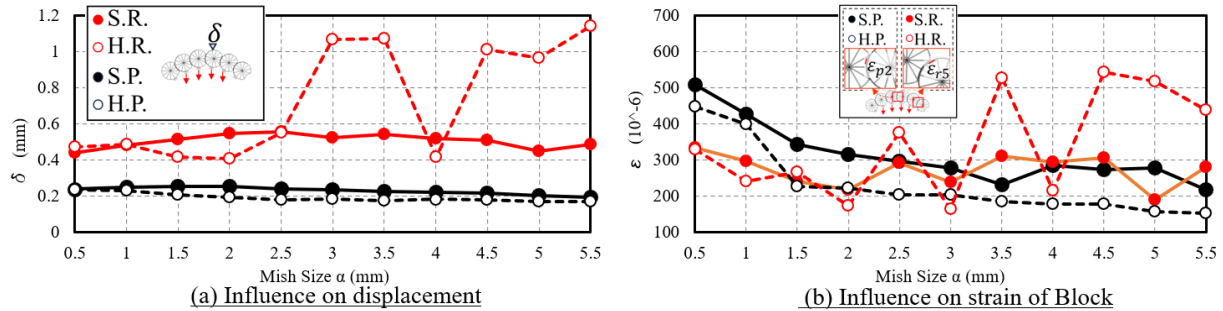 1.2
1
0.8
0.6
0.4
0.2
0
δ (mm)
δ
S.R.
H.R.
S.P.
H.P.
0.5 1 1.5 2 2.5 3 3.5 4 4.5 5 5.5
Mish Size α (mm)
(a) Influence on displacement
700
600
500
400
300
200
100
ε (10^-6)
S.P. S.R.
H.P. H.R.
εp2 εr5
0.5 1 1.5 2 2.5 3 3.5 4 4.5 5 5.5
Mish Size α (mm)
(b) Influence on strain of Block